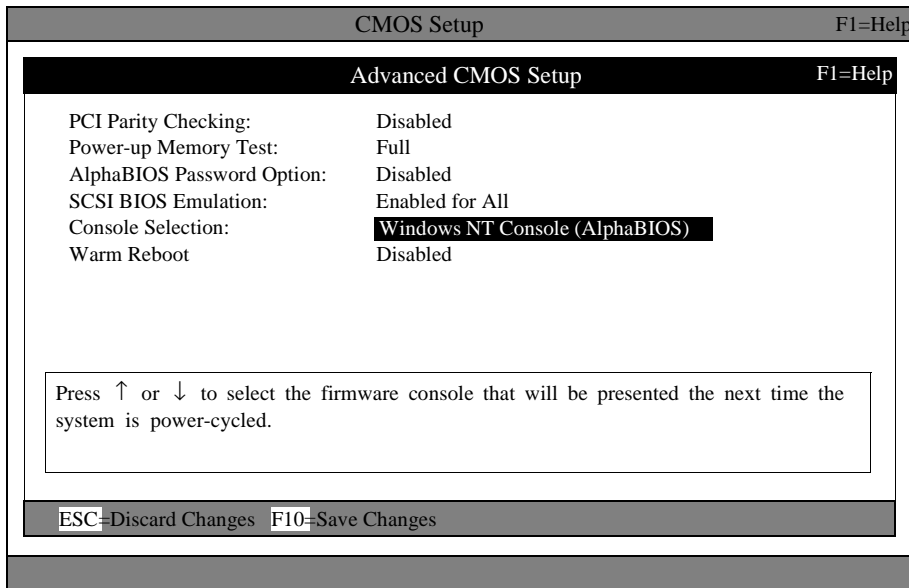 CMOS Setup F1=Help
Advanced CMOS Setup F1=Help
PCI Parity Checking: Disabled
Power-up Memory Test: Full
AlphaBIOS Password Option: Disabled
SCSI BIOS Emulation: Enabled for All
Console Selection: Windows NT Console (AlphaBIOS)
Warm Reboot Disabled
Press ↑ or ↓ to select the firmware console that will be presented the next time the
system is power-cycled.
ESC=Discard Changes F10=Save Changes